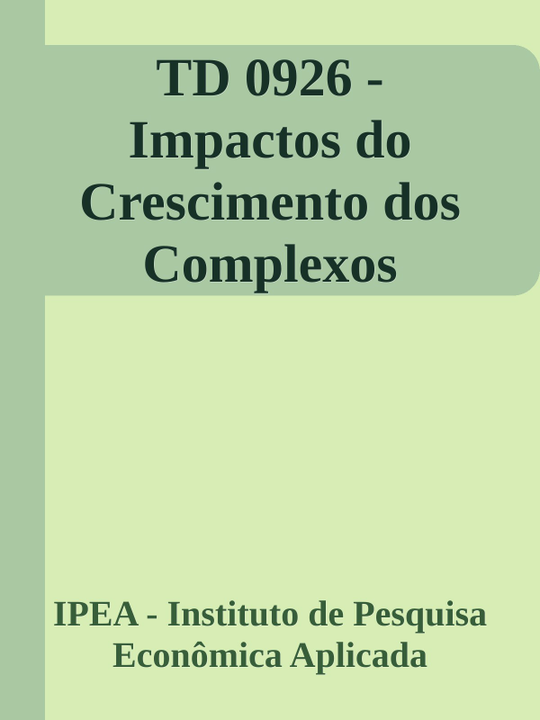 TD 0926 -
Impactos do
Crescimento dos
Complexos
IPEA - Instituto de Pesquisa
Econômica Aplicada